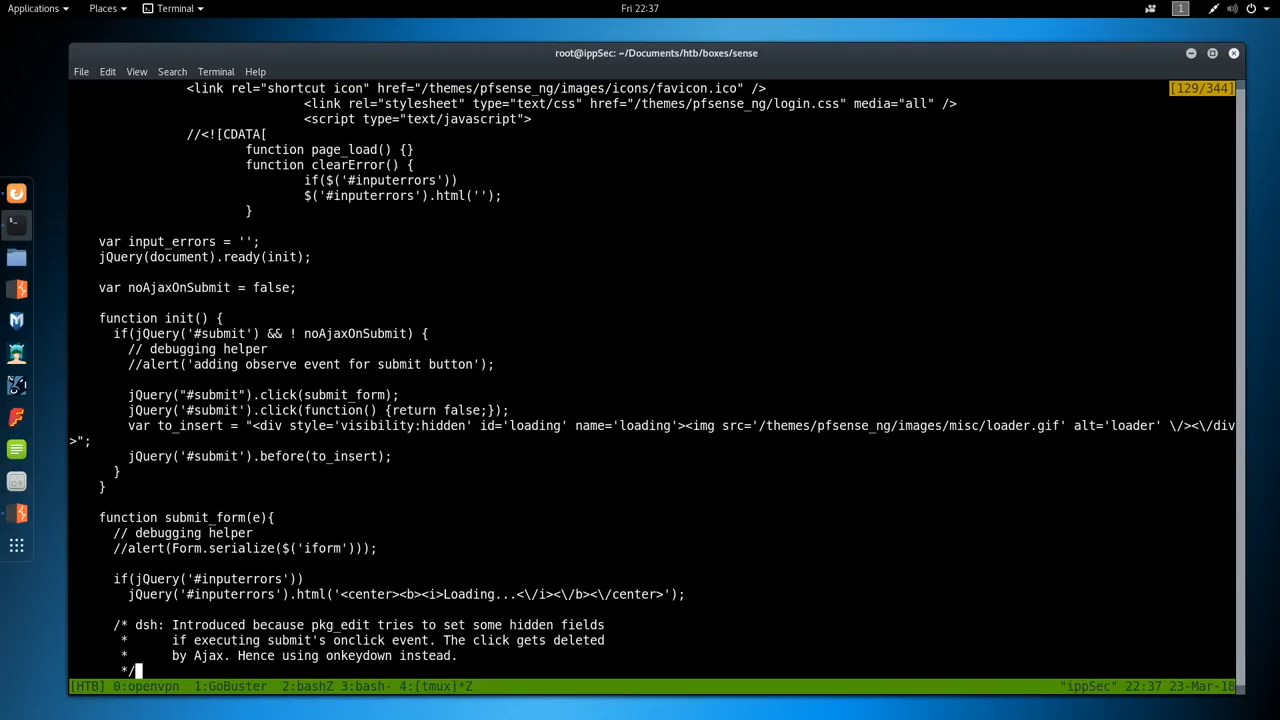 Applications Places Terminal Fri 22:37 1
root@ippSec: ~/Documents/htb/boxes/sense
File Edit View Search Terminal Help
<link rel="shortcut icon" href="/themes/pfsense_ng/images/icons/favicon.ico" /> [129/344]
<link rel="stylesheet" type="text/css" href="/themes/pfsense_ng/login.css" media="all" />
<script type="text/javascript">
//<![CDATA[
function page_load() {}
function clearError() {
if($('#inputerrors'))
$('#inputerrors').html('');
}
var input_errors = '';
jQuery(document).ready(init);
var noAjaxOnSubmit = false;
function init() {
if(jQuery('#submit') && ! noAjaxOnSubmit) {
// debugging helper
//alert('adding observe event for submit button');
jQuery("#submit").click(submit_form);
jQuery('#submit').click(function() {return false;});
var to_insert = "<div style='visibility:hidden' id='loading' name='loading'><img src='/themes/pfsense_ng/images/misc/loader.gif' alt='loader' \/><\/div
>";
jQuery('#submit').before(to_insert);
}
}
function submit_form(e){
// debugging helper
//alert(Form.serialize($('iform')));
if(jQuery('#inputerrors'))
jQuery('#inputerrors').html('<center><b><i>Loading...<\/i><\/b><\/center>');
/* dsh: Introduced because pkg_edit tries to set some hidden fields
* if executing submit's onclick event. The click gets deleted
* by Ajax. Hence using onkeydown instead.
*/
[HTB] 0:openvpn 1:GoBuster 2:bashZ 3:bash- 4:[tmux]*Z "ippSec" 22:37 23-Mar-18